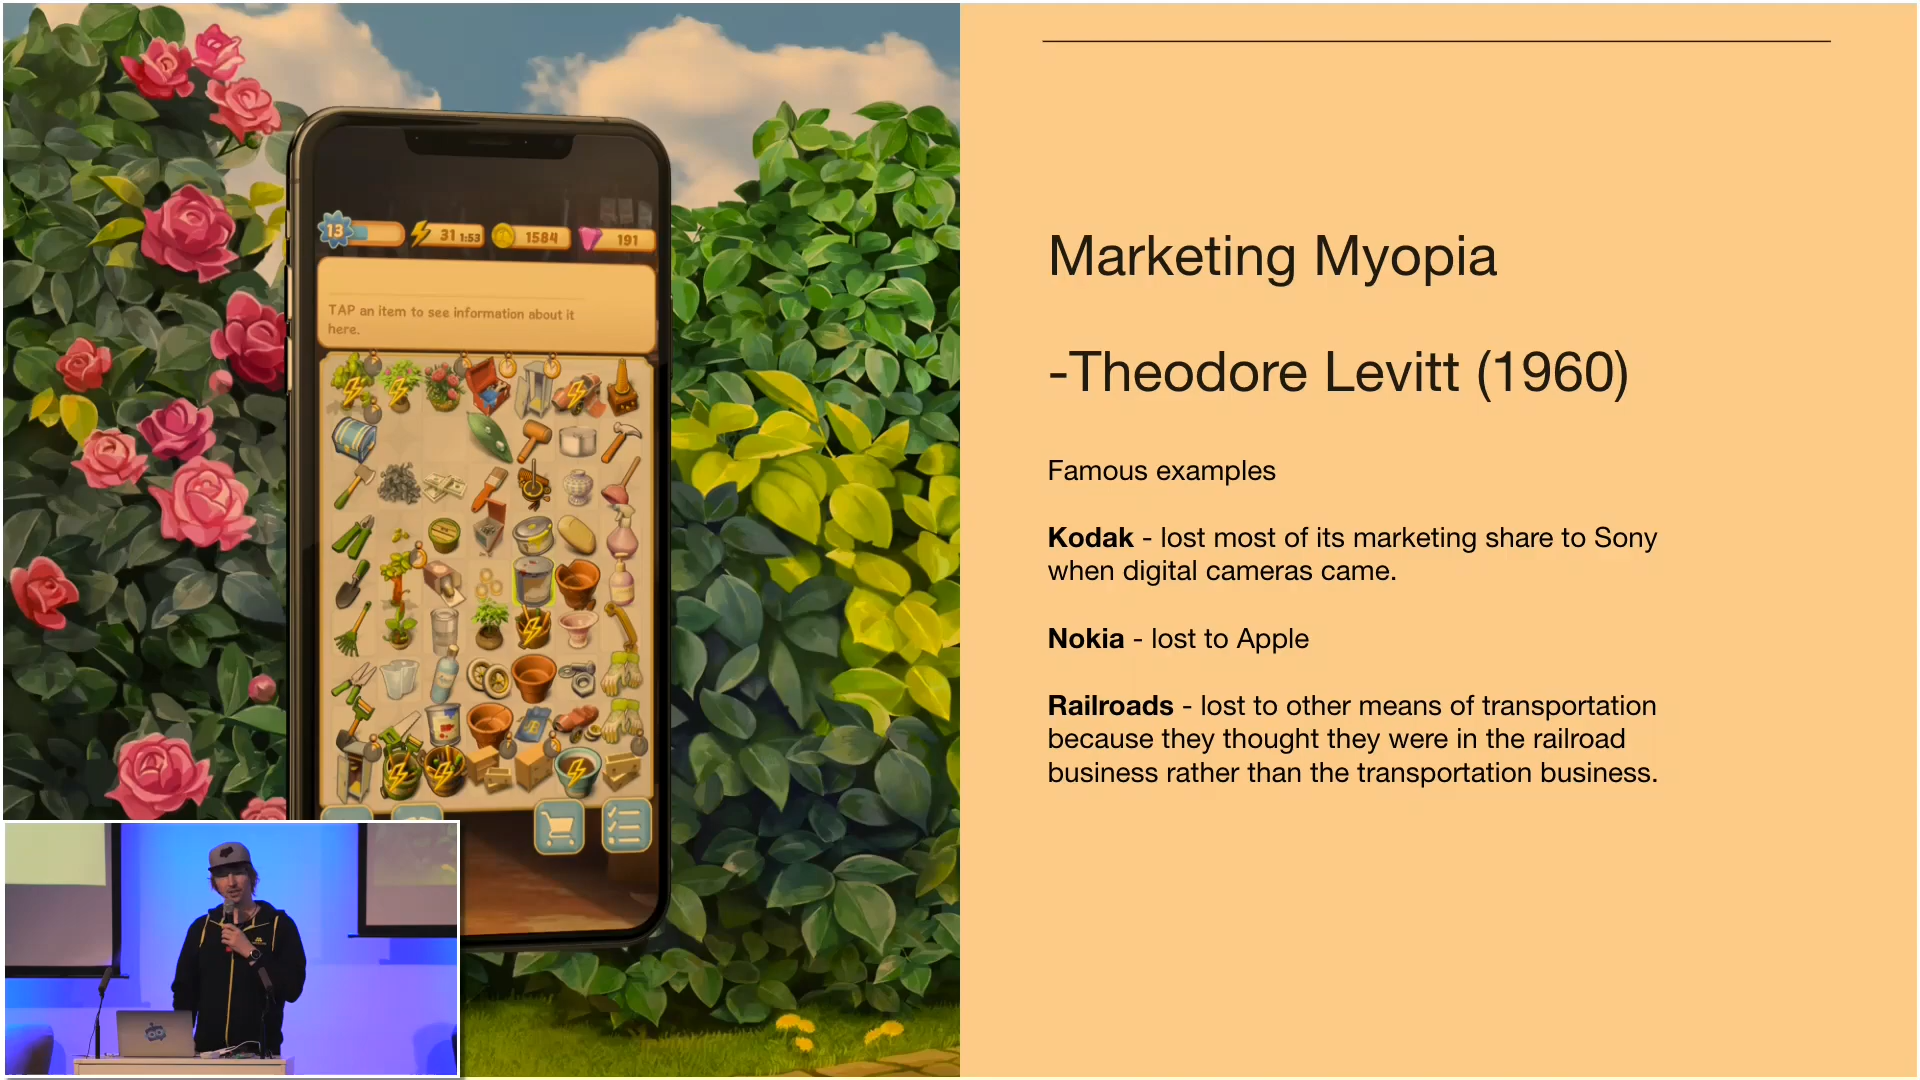 13
31 1:53
1584
191
TAP an item to see information about it
here.
Marketing Myopia
-Theodore Levitt (1960)
Famous examples
Kodak - lost most of its marketing share to Sony
when digital cameras came.
Nokia - lost to Apple
Railroads - lost to other means of transportation
because they thought they were in the railroad
business rather than the transportation business.